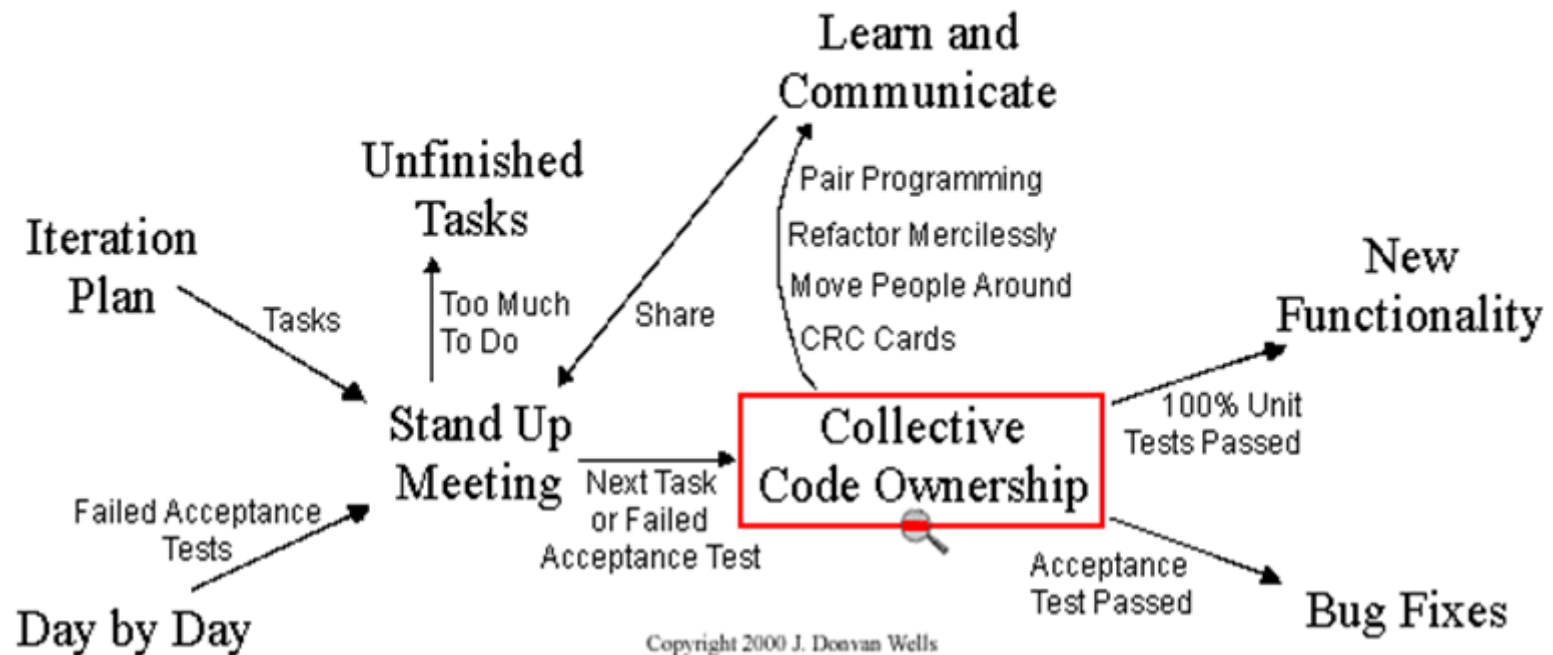 Learn and
Communicate
Unfinished
Tasks
Pair Programming
Refactor Mercilessly
Move People Around
CRC Cards
Iteration
Plan
Tasks
Too Much
To Do
Share
New
Functionality
100% Unit
Tests Passed
Stand Up
Meeting
Next Task
or Failed
Acceptance Test
Collective
Code Ownership
Failed Acceptance
Tests
Day by Day
Acceptance
Test Passed
Bug Fixes
Copyright 2000 J. Donvan Wells